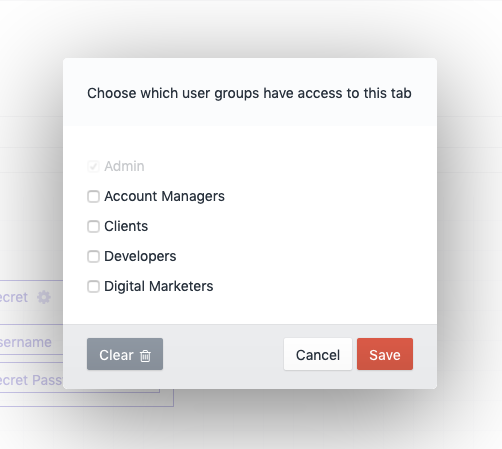 Choose which user groups have access to this tab
Admin
Account Managers
Clients
Developers
Digital Marketers
ecret
sername
ecret Pass
Clear
Cancel
Save